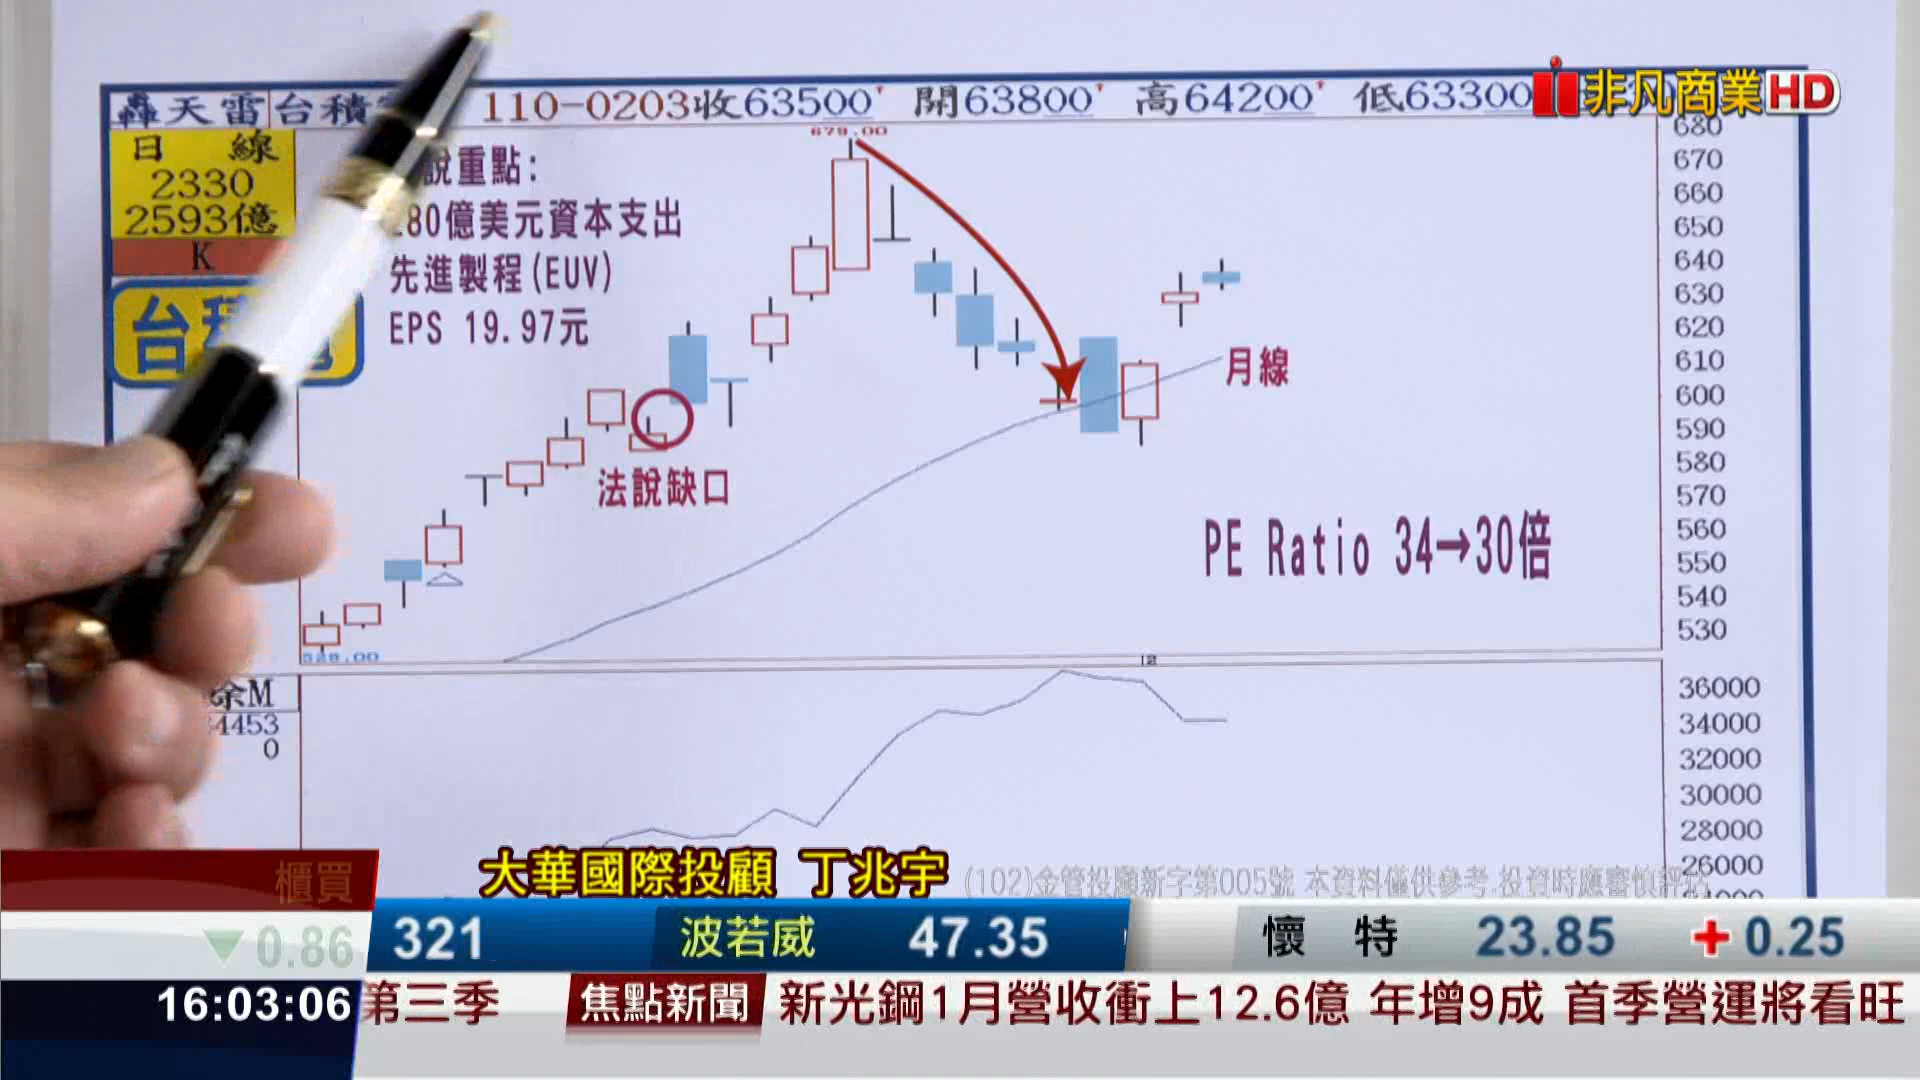 轟天雷 台積 110-0203 收63500 開63800 高64200 低63300
非凡商業HD
日 線
2330
2593億
K
679.00
說重點:
80億美元資本支出
先進製程(EUV)
EPS 19.97元
法說缺口
月線
PE Ratio 34→30倍
528.00
12
680
670
660
650
640
630
620
610
600
590
580
570
560
550
540
530
余M
4453
0
36000
34000
32000
30000
28000
26000
大華國際投顧 丁兆宇
(102)金管投顧新字第005號 本資料僅供參考,投資時應審慎評估
櫃買
▼0.86
321 波若威 47.35
懷 特 23.85 +0.25
16:03:06
第三季 焦點新聞 新光鋼1月營收衝上12.6億 年增9成 首季營運將看旺